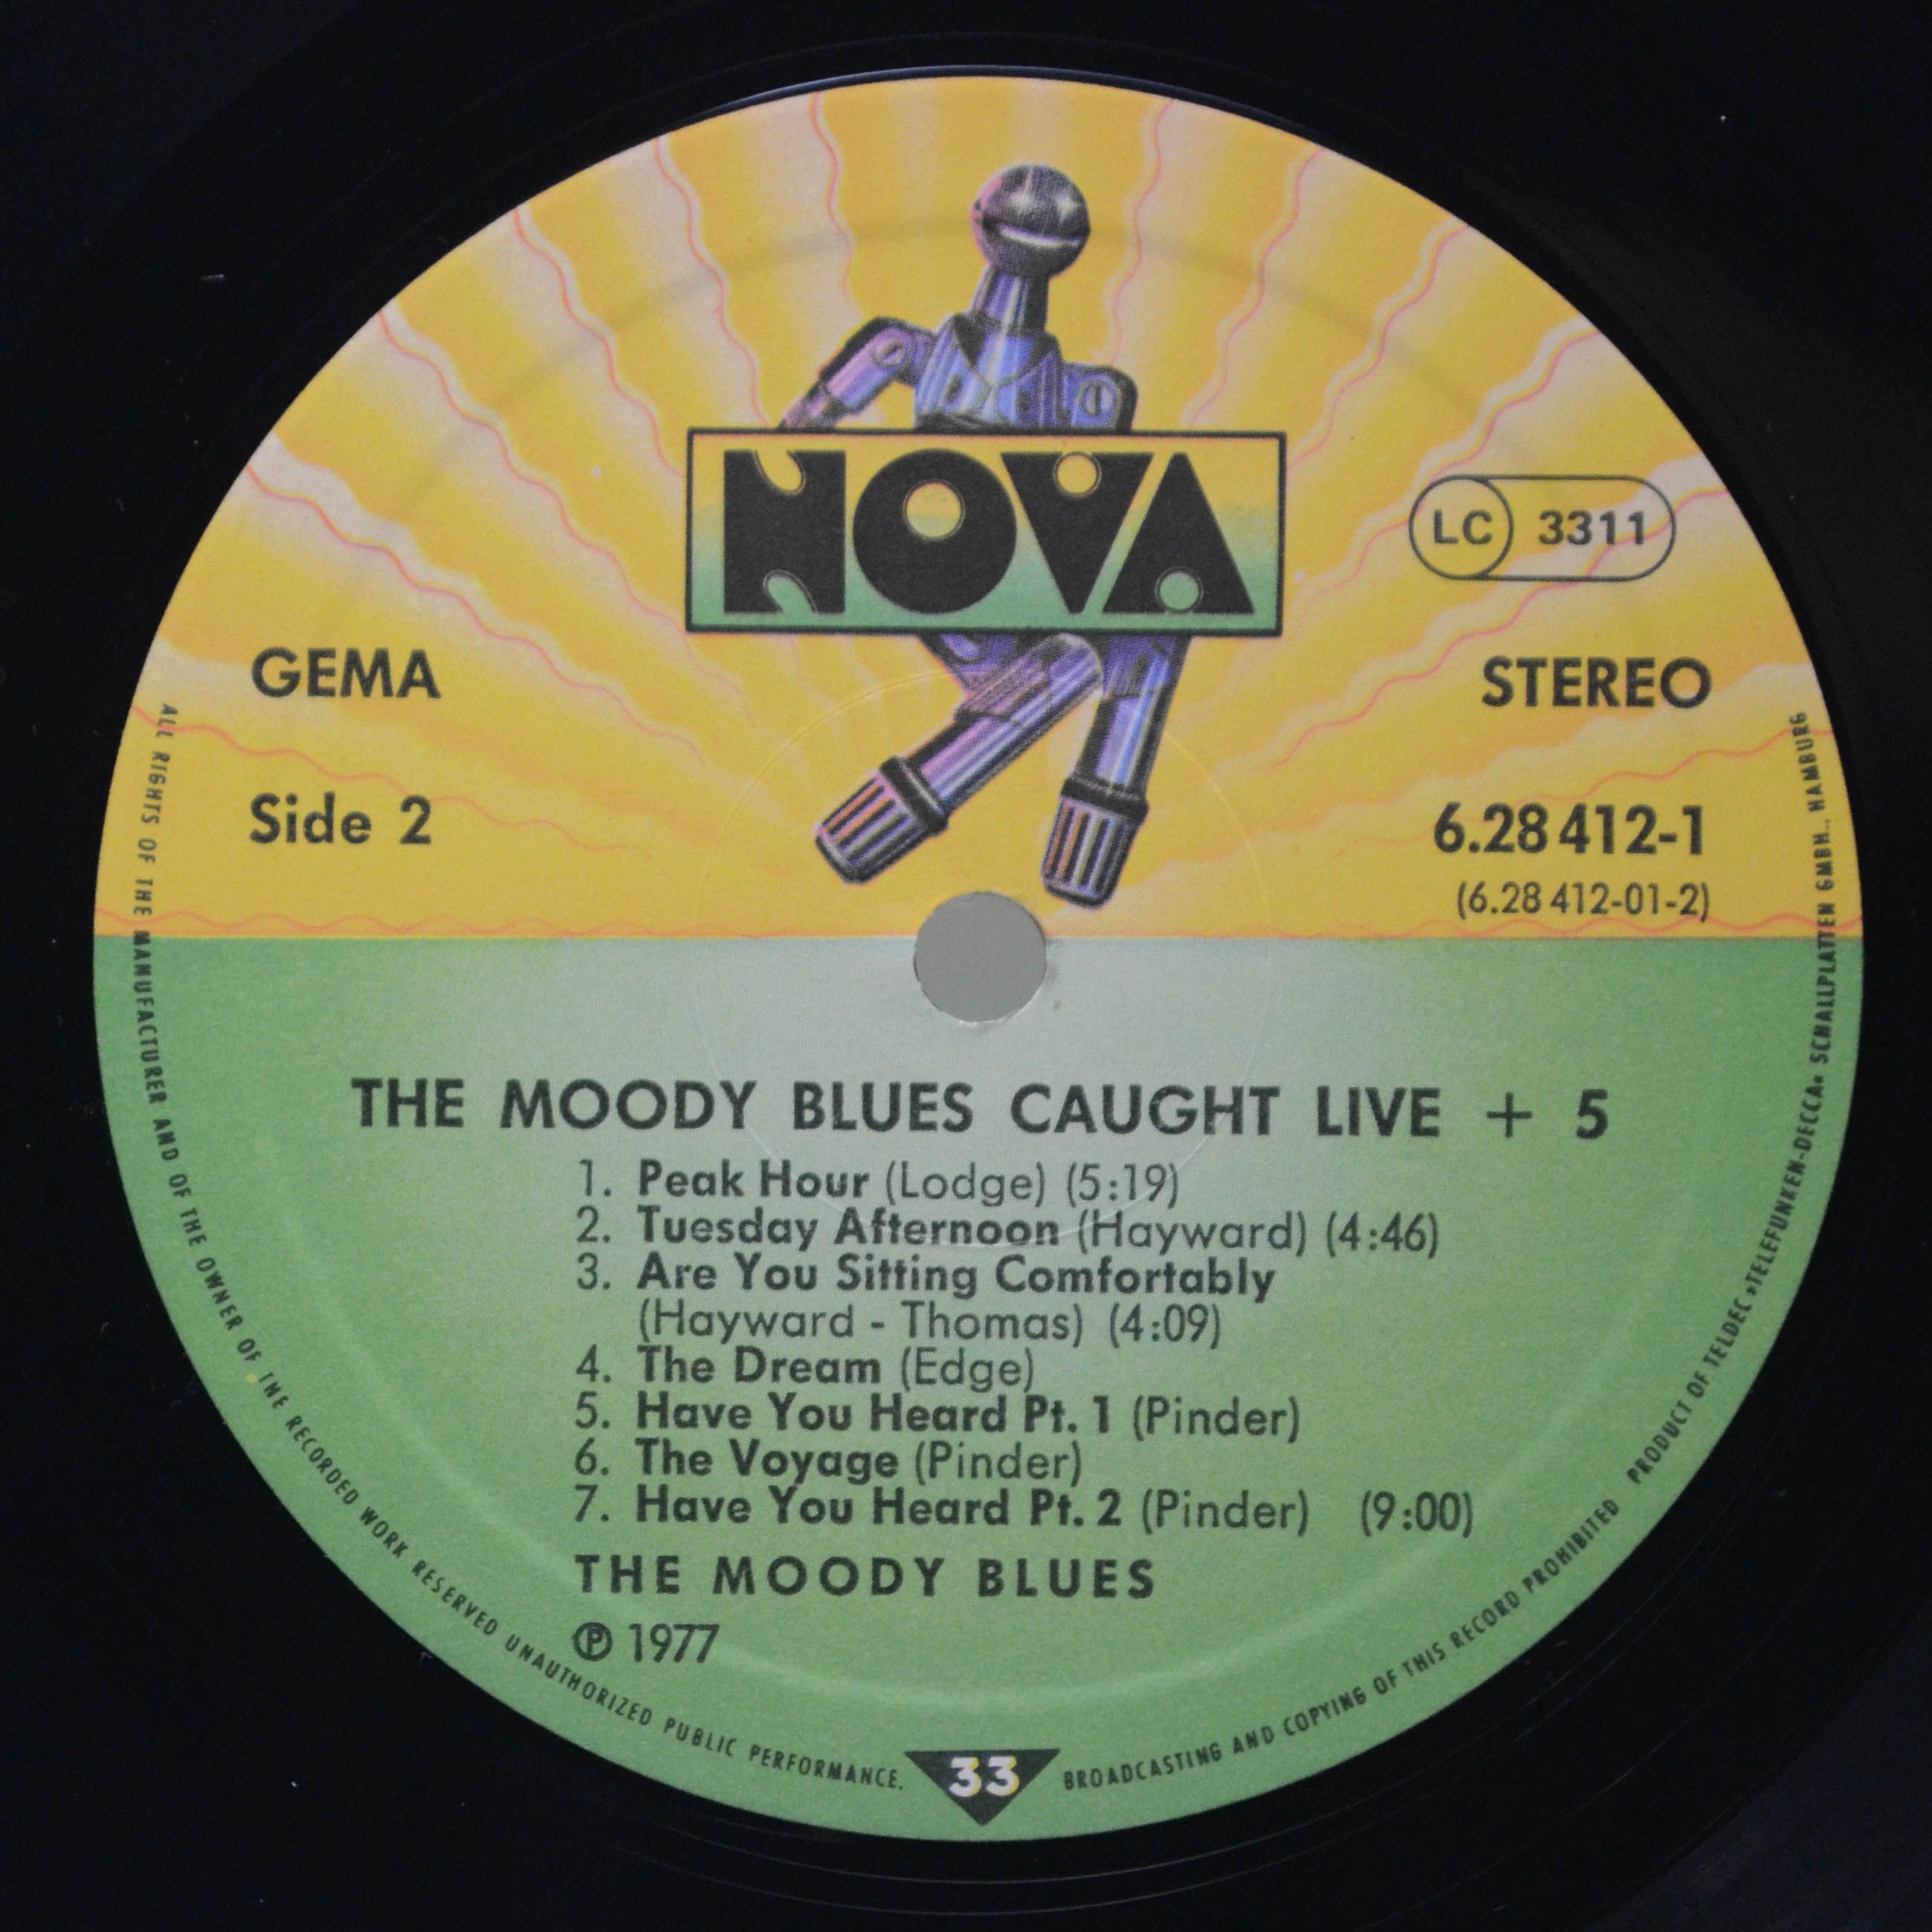 NOVA
LC 3311
GEMA
STEREO
Side 2
6.28 412-1
(6.28 412-01-2)
THE MOODY BLUES CAUGHT LIVE + 5
1. Peak Hour (Lodge) (5:19)
2. Tuesday Afternoon (Hayward) (4:46)
3. Are You Sitting Comfortably
(Hayward - Thomas) (4:09)
4. The Dream (Edge)
5. Have You Heard Pt. 1 (Pinder)
6. The Voyage (Pinder)
7. Have You Heard Pt. 2 (Pinder) (9:00)
THE MOODY BLUES
℗ 1977
33
ALL RIGHTS OF THE MANUFACTURER AND OF THE OWNER OF THE RECORDED WORK RESERVED UNAUTHORIZED PUBLIC PERFORMANCE. BROADCASTING AND COPYING OF THIS RECORD PROHIBITED PRODUCT OF TELDEC »TELEFUNKEN-DECCA« SCHALLPLATTEN GMBH., HAMBURG